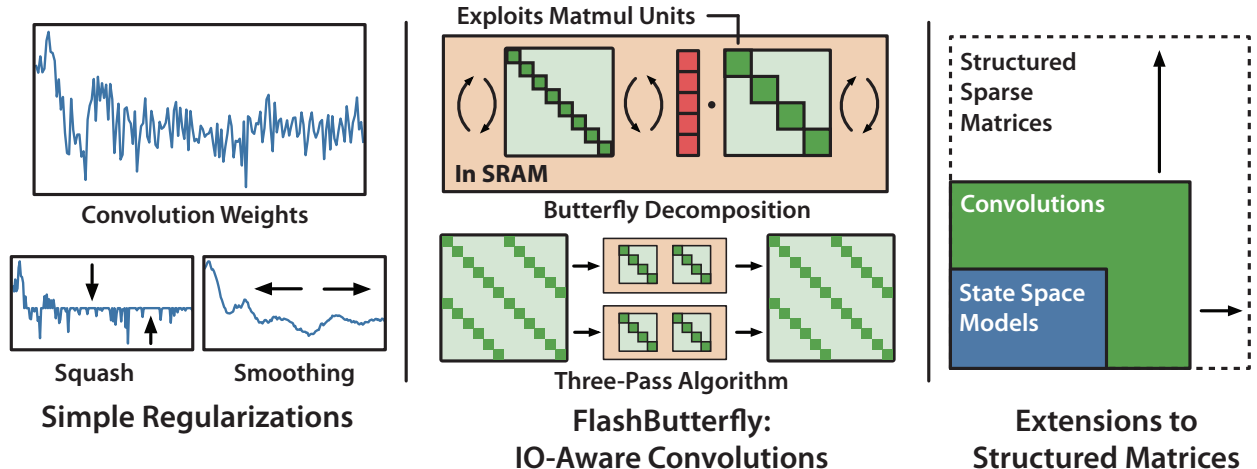 Convolution Weights
Squash
Smoothing
Simple Regularizations
Exploits Matmul Units
In SRAM
Butterfly Decomposition
Three-Pass Algorithm
FlashButterfly:
IO-Aware Convolutions
Structured
Sparse
Matrices
Convolutions
State Space
Models
Extensions to
Structured Matrices